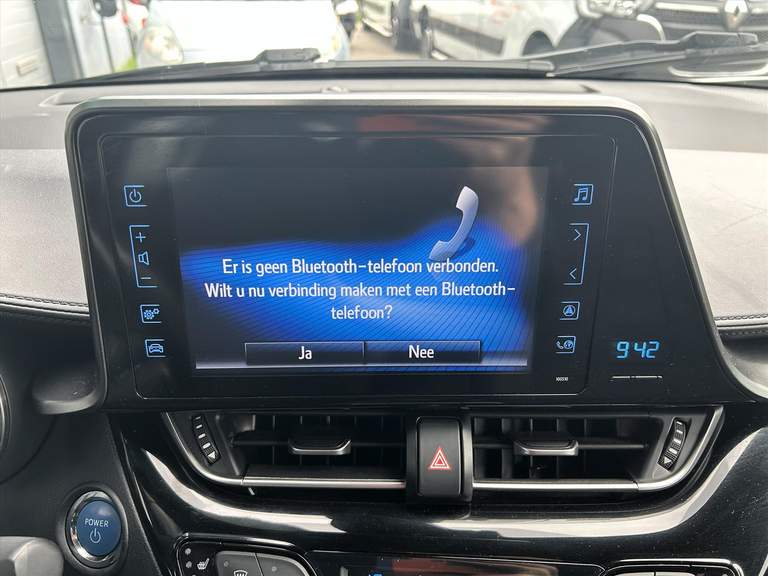 Er is geen Bluetooth-telefoon verbonden.
Wilt u nu verbinding maken met een Bluetooth-
telefoon?
Ja
Nee
9:42
POWER